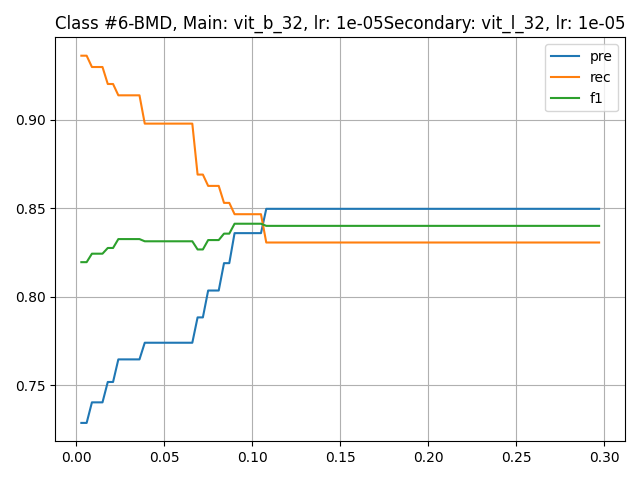 Class #6-BMD, Main: vit_b_32, lr: 1e-05Secondary: vit_l_32, lr: 1e-05
pre
rec
f1
0.90
0.85
0.80
0.75
0.00 0.05 0.10 0.15 0.20 0.25 0.30